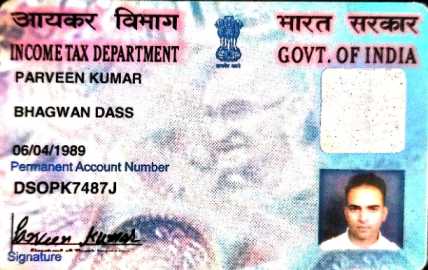 आयकर विभाग
भारत सरकार
INCOME TAX DEPARTMENT
GOVT. OF INDIA
PARVEEN KUMAR
BHAGWAN DASS
06/04/1989
Permanent Account Number
DSOPK7487J
Parveen Kumar
Signature